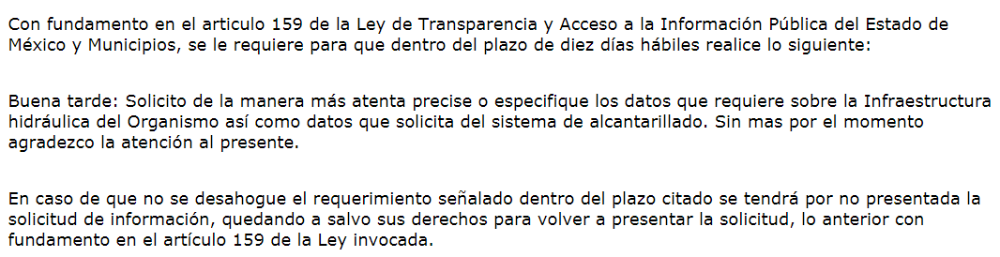 Con fundamento en el articulo 159 de la Ley de Transparencia y Acceso a la Información Pública del Estado de
México y Municipios, se le requiere para que dentro del plazo de diez días hábiles realice lo siguiente:
Buena tarde: Solicito de la manera más atenta precise o especifique los datos que requiere sobre la Infraestructura
hidráulica del Organismo así como datos que solicita del sistema de alcantarillado. Sin mas por el momento
agradezco la atención al presente.
En caso de que no se desahogue el requerimiento señalado dentro del plazo citado se tendrá por no presentada la
solicitud de información, quedando a salvo sus derechos para volver a presentar la solicitud, lo anterior con
fundamento en el artículo 159 de la Ley invocada.